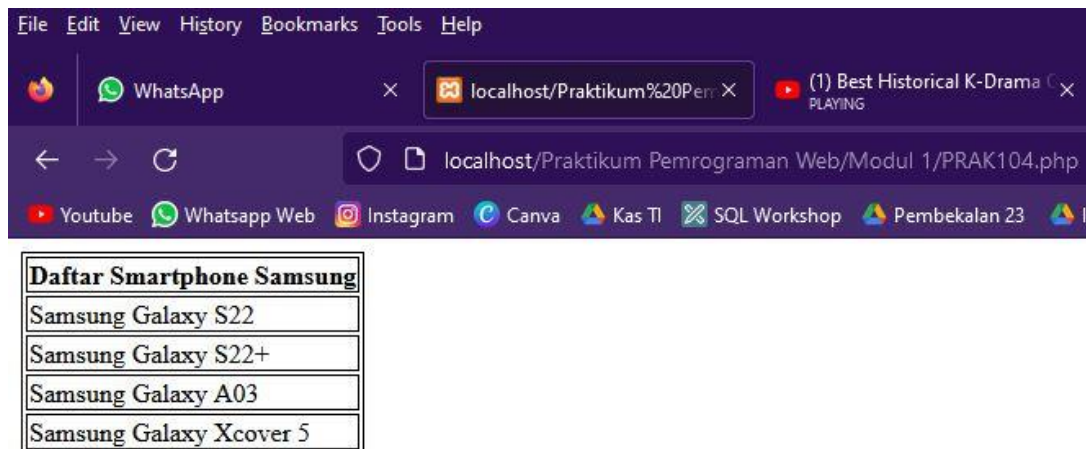 File Edit View History Bookmarks Tools Help
WhatsApp
localhost/Praktikum%20Pem
(1) Best Historical K-Drama
PLAYING
localhost/Praktikum Pemrograman Web/Modul 1/PRAK104.php
Youtube Whatsapp Web Instagram Canva Kas TI SQL Workshop Pembekalan 23
Daftar Smartphone Samsung
Samsung Galaxy S22
Samsung Galaxy S22+
Samsung Galaxy A03
Samsung Galaxy Xcover 5